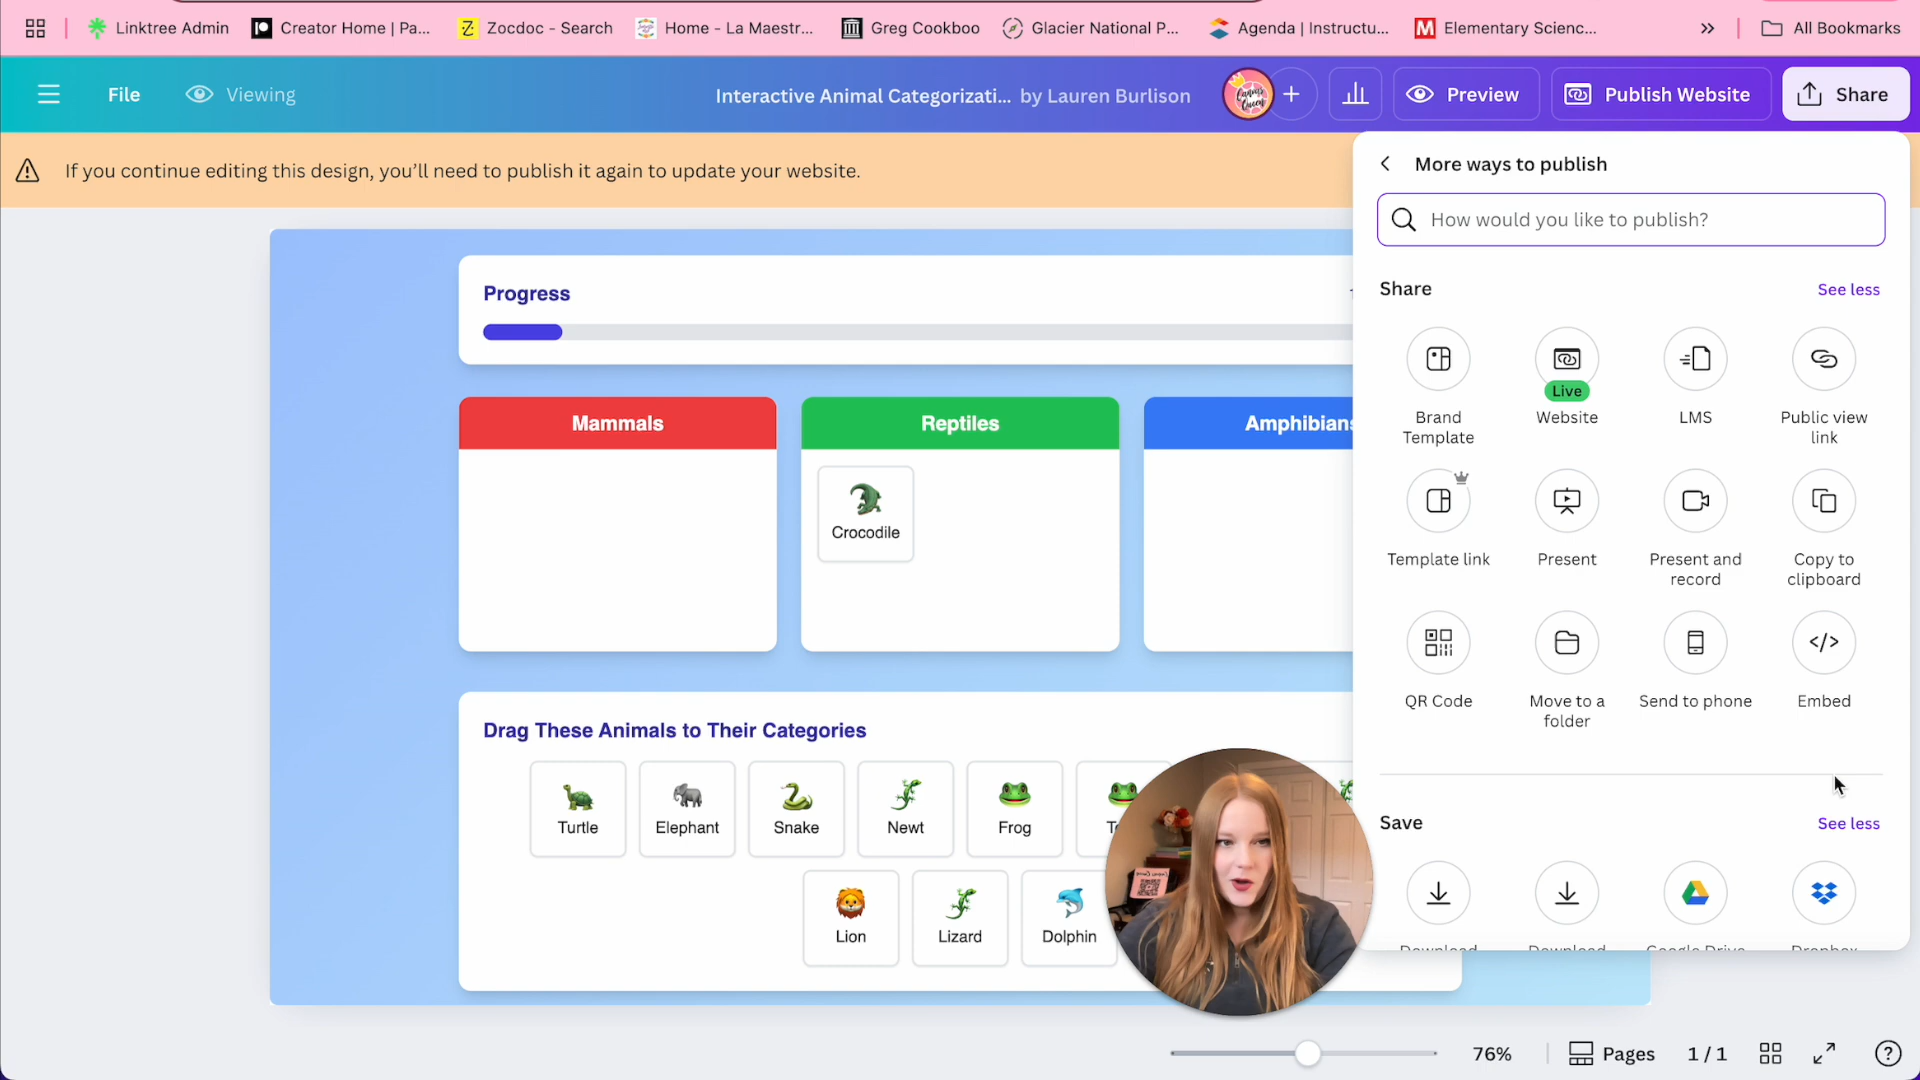 Linktree Admin
Creator Home | Pa...
Zocdoc - Search
Home - La Maestr...
Greg Cookboo
Glacier National P...
Agenda | Instructu...
Elementary Scienc...
All Bookmarks
File
Viewing
Interactive Animal Categorizati... by Lauren Burlison
Preview
Publish Website
Share
If you continue editing this design, you'll need to publish it again to update your website.
More ways to publish
How would you like to publish?
Share
See less
Brand
Template
Live
Website
LMS
Public view
link
Template link
Present
Present and
record
Copy to
clipboard
QR Code
Move to a
folder
Send to phone
Embed
Save
See less
Download
Download
Google Drive
Dropbox
Progress
Mammals
Reptiles
Amphibians
Crocodile
Drag These Animals to Their Categories
Turtle
Elephant
Snake
Newt
Frog
Lion
Lizard
Dolphin
76%
Pages
1 / 1